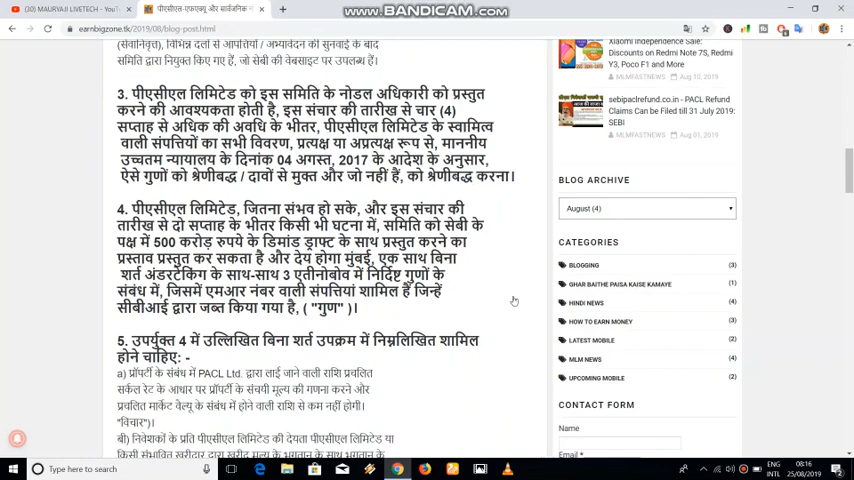 (30) MAURYAJI LIVETECH - YouT
पीएसीएल-एफएक्यू और सार्वजनिक
www.BANDICAM.com
earnbigzone.tk/2019/08/blog-post.html
(सेवानिवृत्त), विभिन्न दलों से आपत्तियों / अभ्यावेदन की सुनवाई के बाद
समिति द्वारा नियुक्त किए गए हैं, जो सेबी की वेबसाइट पर उपलब्ध हैं।
3. पीएसीएल लिमिटेड को इस समिति के नोडल अधिकारी को प्रस्तुत
करने की आवश्यकता होती है, इस संचार की तारीख से चार (4)
सप्ताह से अधिक की अवधि के भीतर, पीएसीएल लिमिटेड के स्वामित्व
वाली संपत्तियों का सभी विवरण, प्रत्यक्ष या अप्रत्यक्ष रूप से, माननीय
उच्चतम न्यायालय के दिनांक 04 अगस्त, 2017 के आदेश के अनुसार,
ऐसे गुणों को श्रेणीबद्ध / दावों से मुक्त और जो नहीं हैं, को श्रेणीबद्ध करना।
4. पीएसीएल लिमिटेड, जितना संभव हो सके, और इस संचार की
तारीख से दो सप्ताह के भीतर किसी भी घटना में, समिति को सेबी के
पक्ष में 500 करोड़ रुपये के डिमांड ड्राफ्ट के साथ प्रस्तुत करने का
प्रस्ताव प्रस्तुत कर सकता है और देय होगा मुंबई, एक साथ बिना
शर्त अंडरटेकिंग के साथ-साथ 3 एतीनोबोव में निर्दिष्ट गुणों के
संबंध में, जिसमें एमआर नंबर वाली संपत्तियां शामिल हैं जिन्हें
सीबीआई द्वारा जब्त किया गया है, ( "गुण" )।
5. उपर्युक्त 4 में उल्लिखित बिना शर्त उपक्रम में निम्नलिखित शामिल
होने चाहिए: -
a) प्रॉपर्टी के संबंध में PACL Ltd. द्वारा लाई जाने वाली राशि प्रचलित
सर्कल रेट के आधार पर प्रॉपर्टी के संचयी मूल्य की गणना करने और
प्रचलित मार्केट वेल्यू के संबंध में होने वाली राशि से कम नहीं होगी।
"विचार")।
बी) निवेशकों के प्रति पीएसीएल लिमिटेड की देयता पीएसीएल लिमिटेड या
किसी संभावित खरीदार द्वारा खरीद मूल्य के भुगतान के साथ भुगतान के
Xiaomi Independence Sale:
Discounts on Redmi Note 7S, Redmi
Y3, Poco F1 and More
MLMFASTNEWS Aug 10, 2019
sebipaclrefund.co.in - PACL Refund
Claims Can be Filed till 31 July 2019:
SEBI
MLMFASTNEWS Aug 01, 2019
BLOG ARCHIVE
August (4)
CATEGORIES
BLOGGING (3)
GHAR BAITHE PAISA KAISE KAMAYE (1)
HINDI NEWS (4)
HOW TO EARN MONEY (3)
LATEST MOBILE (2)
MLM NEWS (4)
UPCOMING MOBILE (2)
CONTACT FORM
Name
Email *
Type here to search
ENG
INTL
08:16
25/08/2019